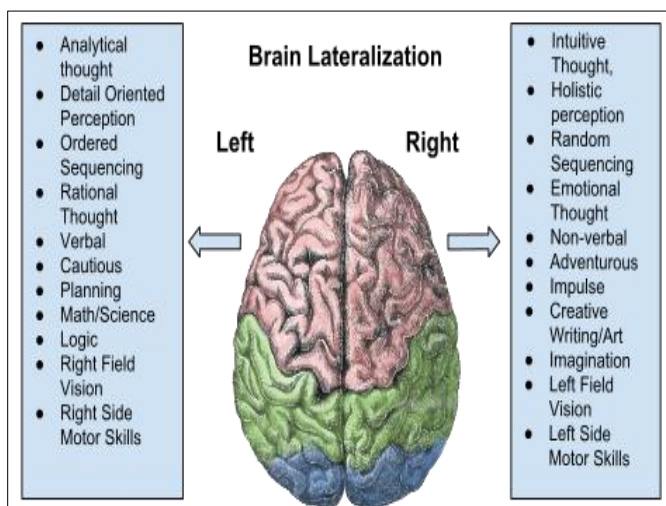 Brain Lateralization
Left
Right
• Analytical
thought
• Detail Oriented
Perception
• Ordered
Sequencing
• Rational
Thought
• Verbal
• Cautious
• Planning
• Math/Science
• Logic
• Right Field
Vision
• Right Side
Motor Skills
• Intuitive
Thought,
• Holistic
perception
• Random
Sequencing
• Emotional
Thought
• Non-verbal
• Adventurous
• Impulse
• Creative
Writing/Art
• Imagination
• Left Field
Vision
• Left Side
Motor Skills